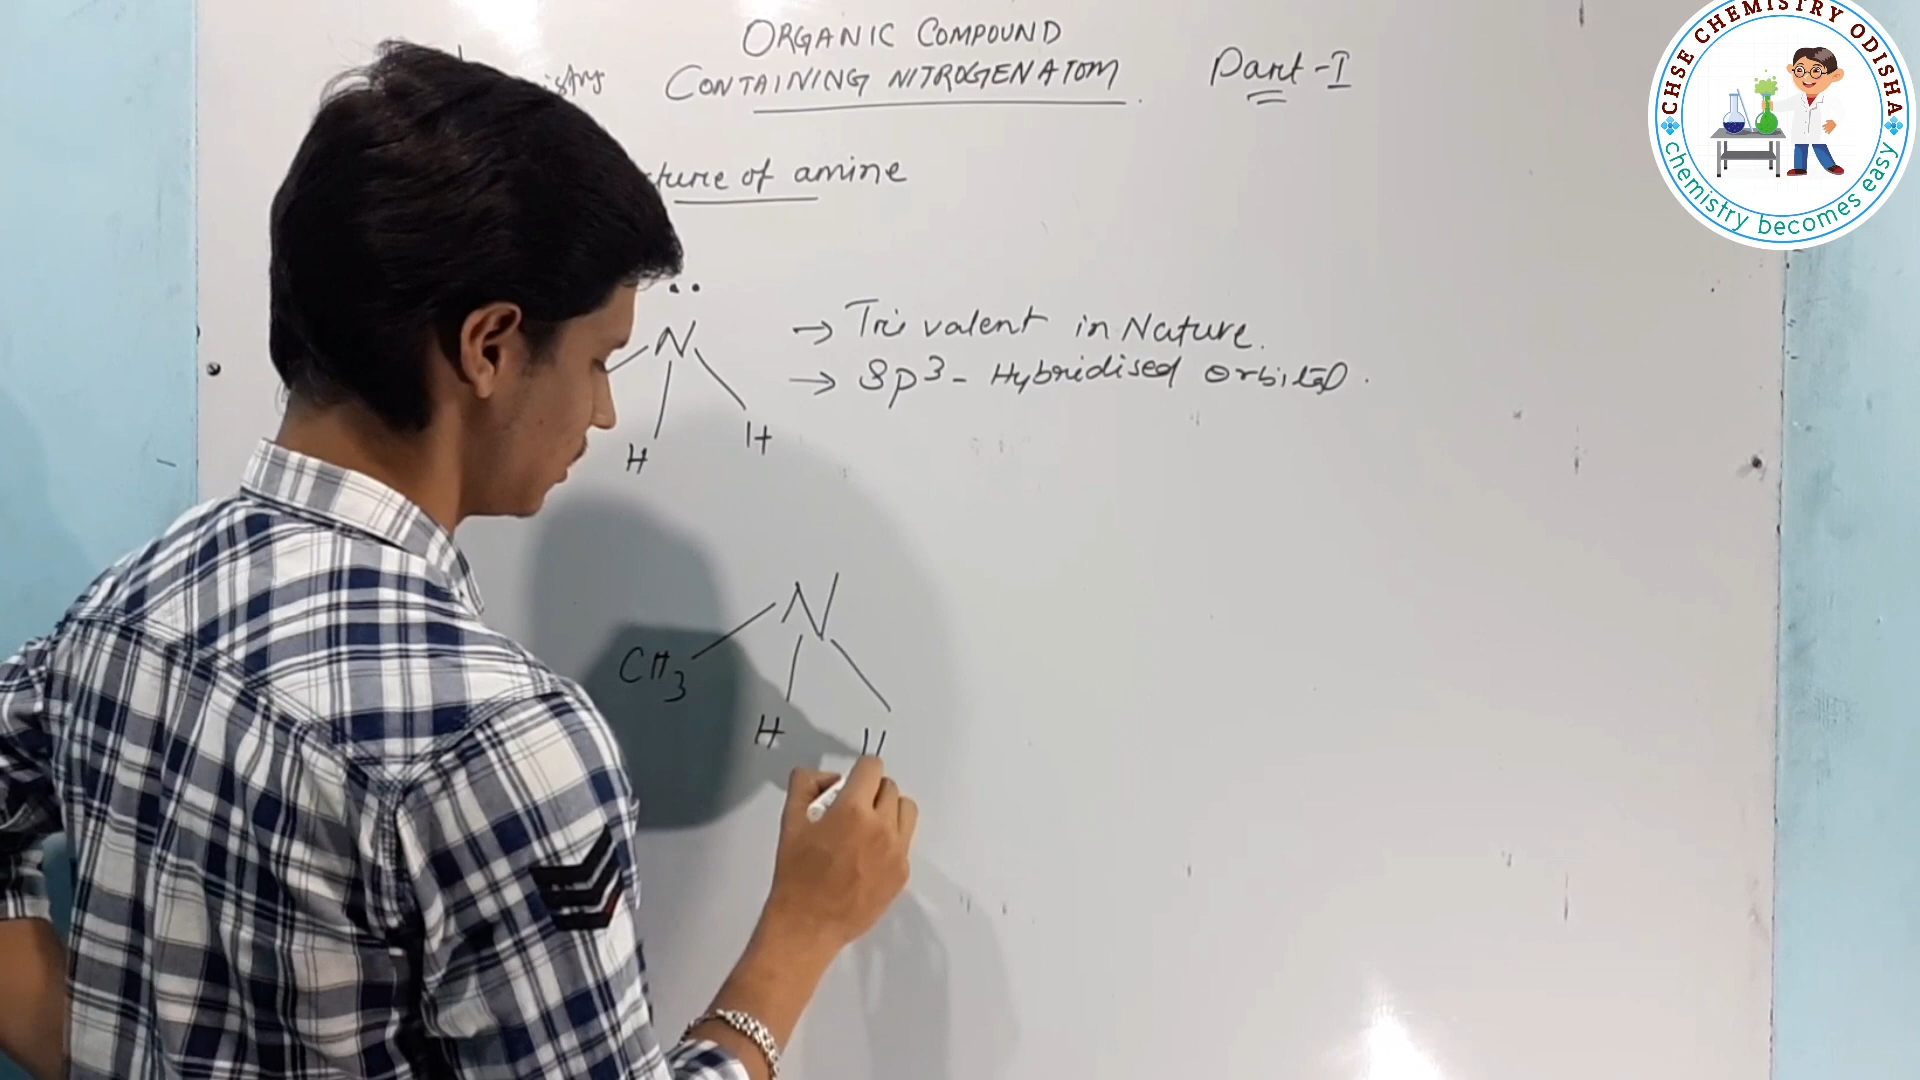 ORGANIC COMPOUND
CONTAINING NITROGEN ATOM Part-I
of amine
N → Tri valent in Nature.
→ Sp3- Hybridised Orbital.
H H
N
CH3
H H
CHSE CHEMISTRY ODISHA
chemistry becomes easy